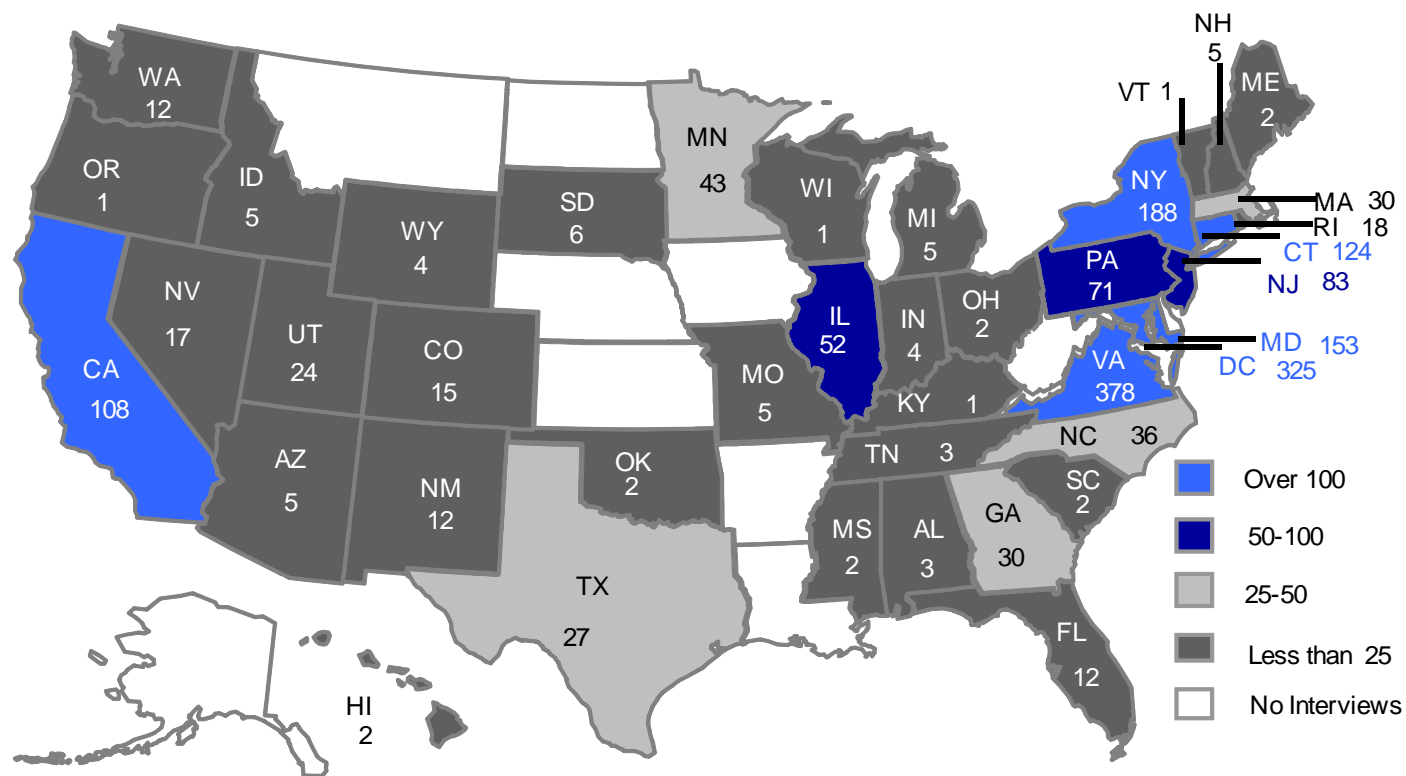 NH
5
VT 1
ME
2
WA
12
MN
43
OR
1
ID
5
WI
1
NY
188
MA 30
RI 18
SD
6
MI
5
WY
4
CT 124
PA
71
NJ 83
NV
17
UT
24
CO
15
IL
52
IN
4
OH
2
MD 153
DC 325
CA
108
MO
5
VA
378
KY 1
NC 36
TN 3
AZ
5
NM
12
OK
2
SC
2
GA
30
MS
2
AL
3
TX
27
FL
12
HI
2
Over 100
50-100
25-50
Less than 25
No Interviews